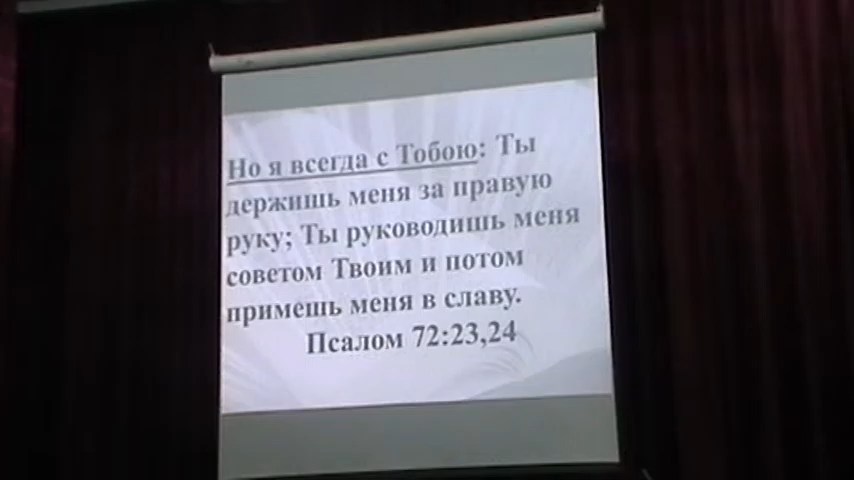 Но я всегда с Тобою: Ты
держишь меня за правую
руку; Ты руководишь меня
советом Твоим и потом
примешь меня в славу.
Псалом 72:23,24